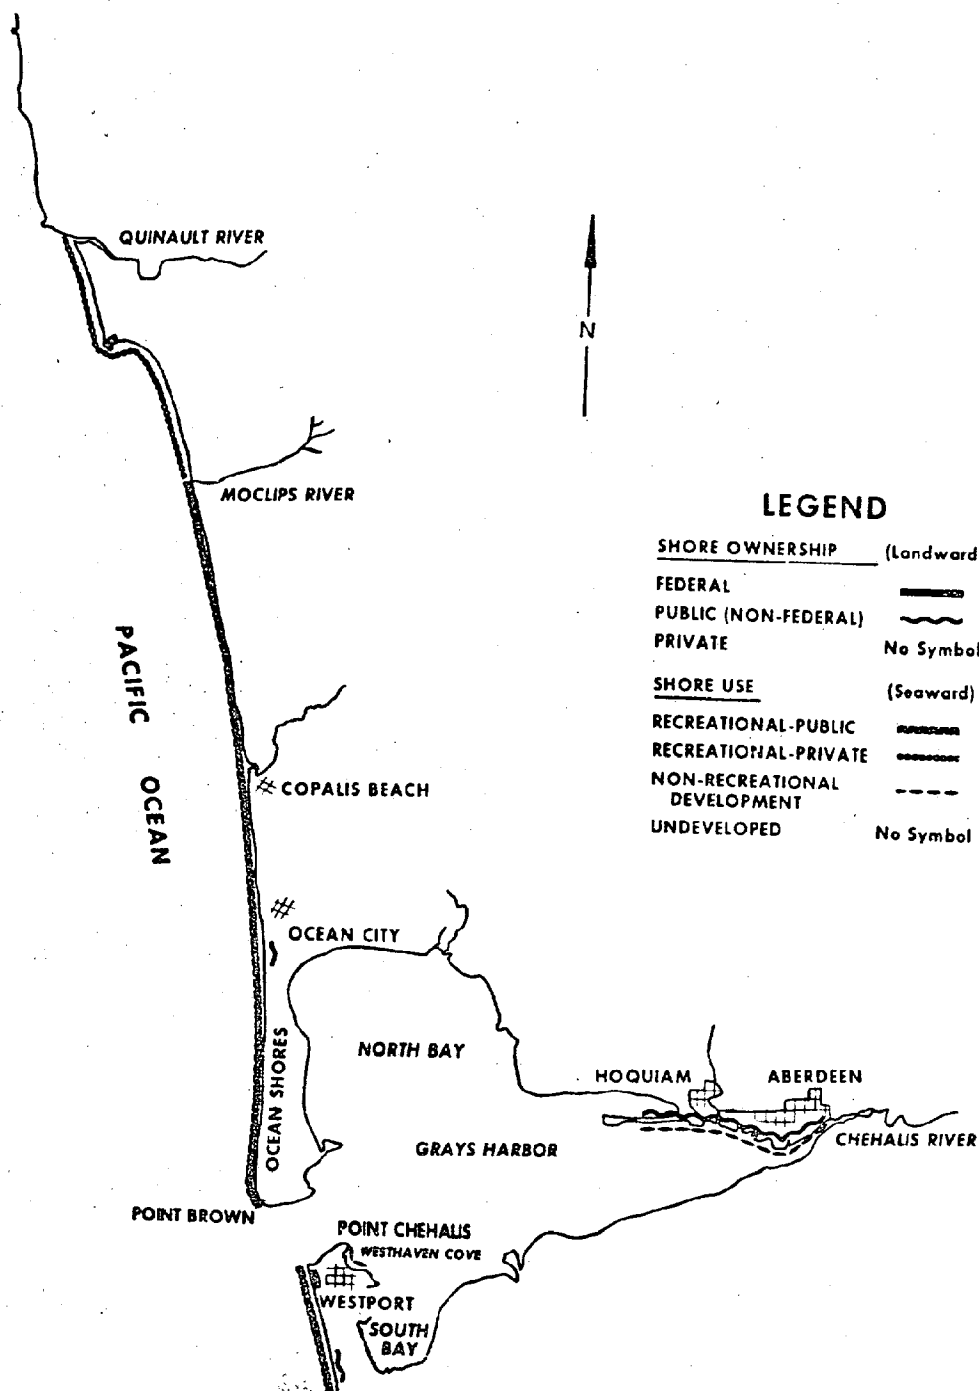 QUINAULT RIVER
N
MOCLIPS RIVER
LEGEND
SHORE OWNERSHIP (Landward
FEDERAL
PUBLIC (NON-FEDERAL)
PRIVATE No Symbol
SHORE USE (Seaward)
RECREATIONAL-PUBLIC
RECREATIONAL-PRIVATE
NON-RECREATIONAL
DEVELOPMENT
UNDEVELOPED No Symbol
PACIFIC OCEAN
COPALIS BEACH
OCEAN CITY
OCEAN SHORES
NORTH BAY
HOQUIAM
ABERDEEN
GRAYS HARBOR
CHEHALIS RIVER
POINT BROWN
POINT CHEHALIS
WESTHAVEN COVE
WESTPORT
SOUTH
BAY